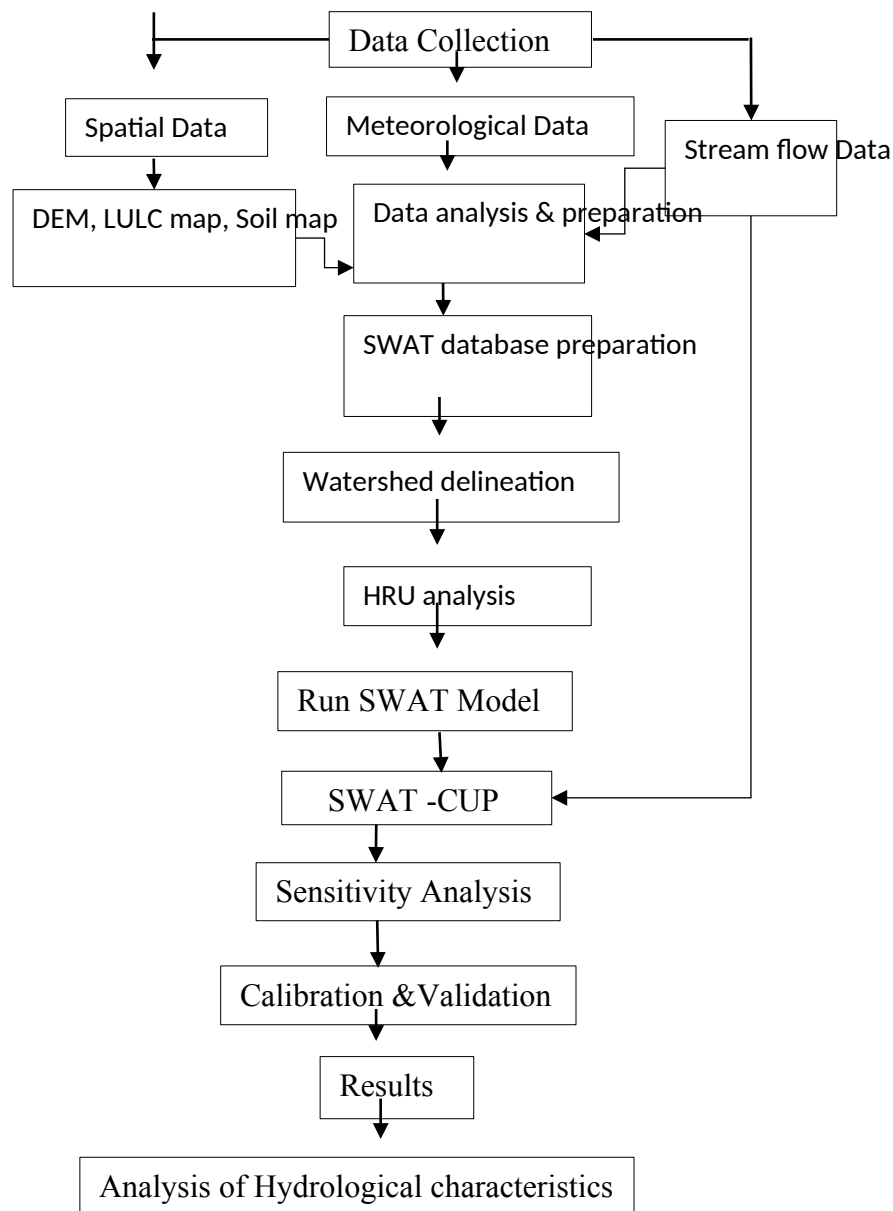 Data Collection
Spatial Data
Meteorological Data
Stream flow Data
DEM, LULC map, Soil map
Data analysis & preparation
SWAT database preparation
Watershed delineation
HRU analysis
Run SWAT Model
SWAT -CUP
Sensitivity Analysis
Calibration &Validation
Results
Analysis of Hydrological characteristics